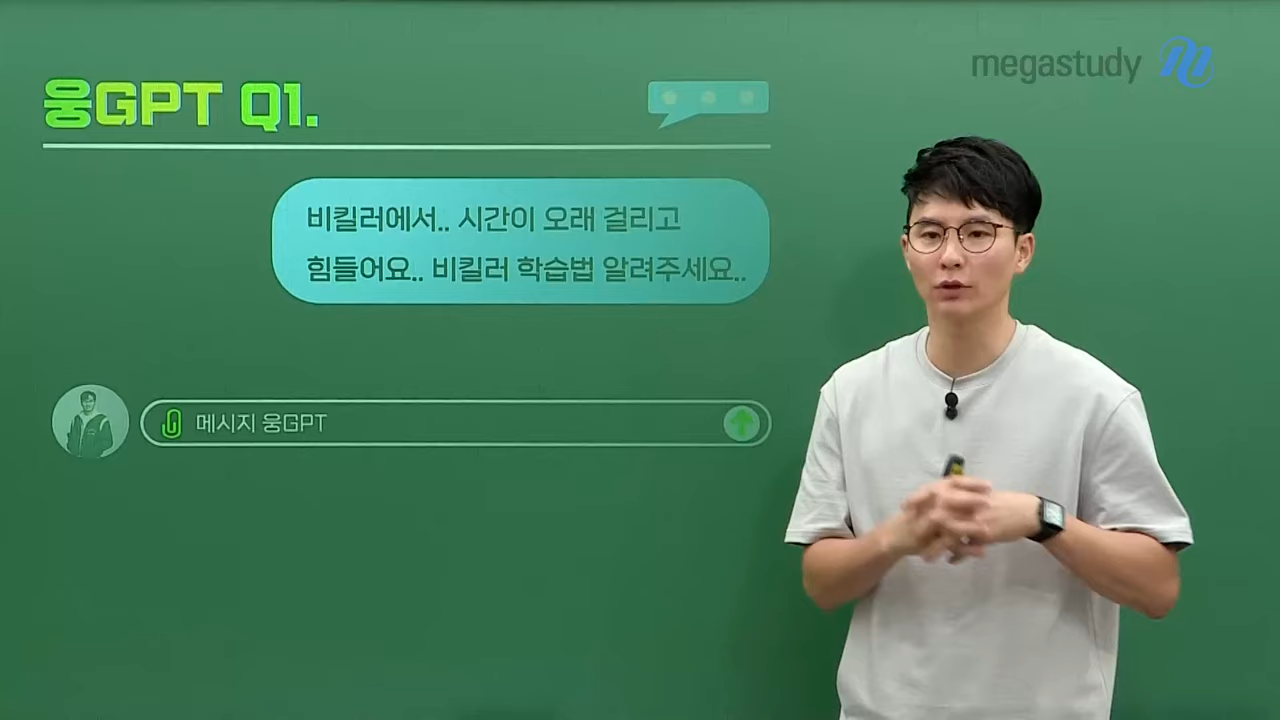 megastudy
웅GPT Q1.
비킬러에서.. 시간이 오래 걸리고
힘들어요.. 비킬러 학습법 알려주세요..
메시지 웅GPT